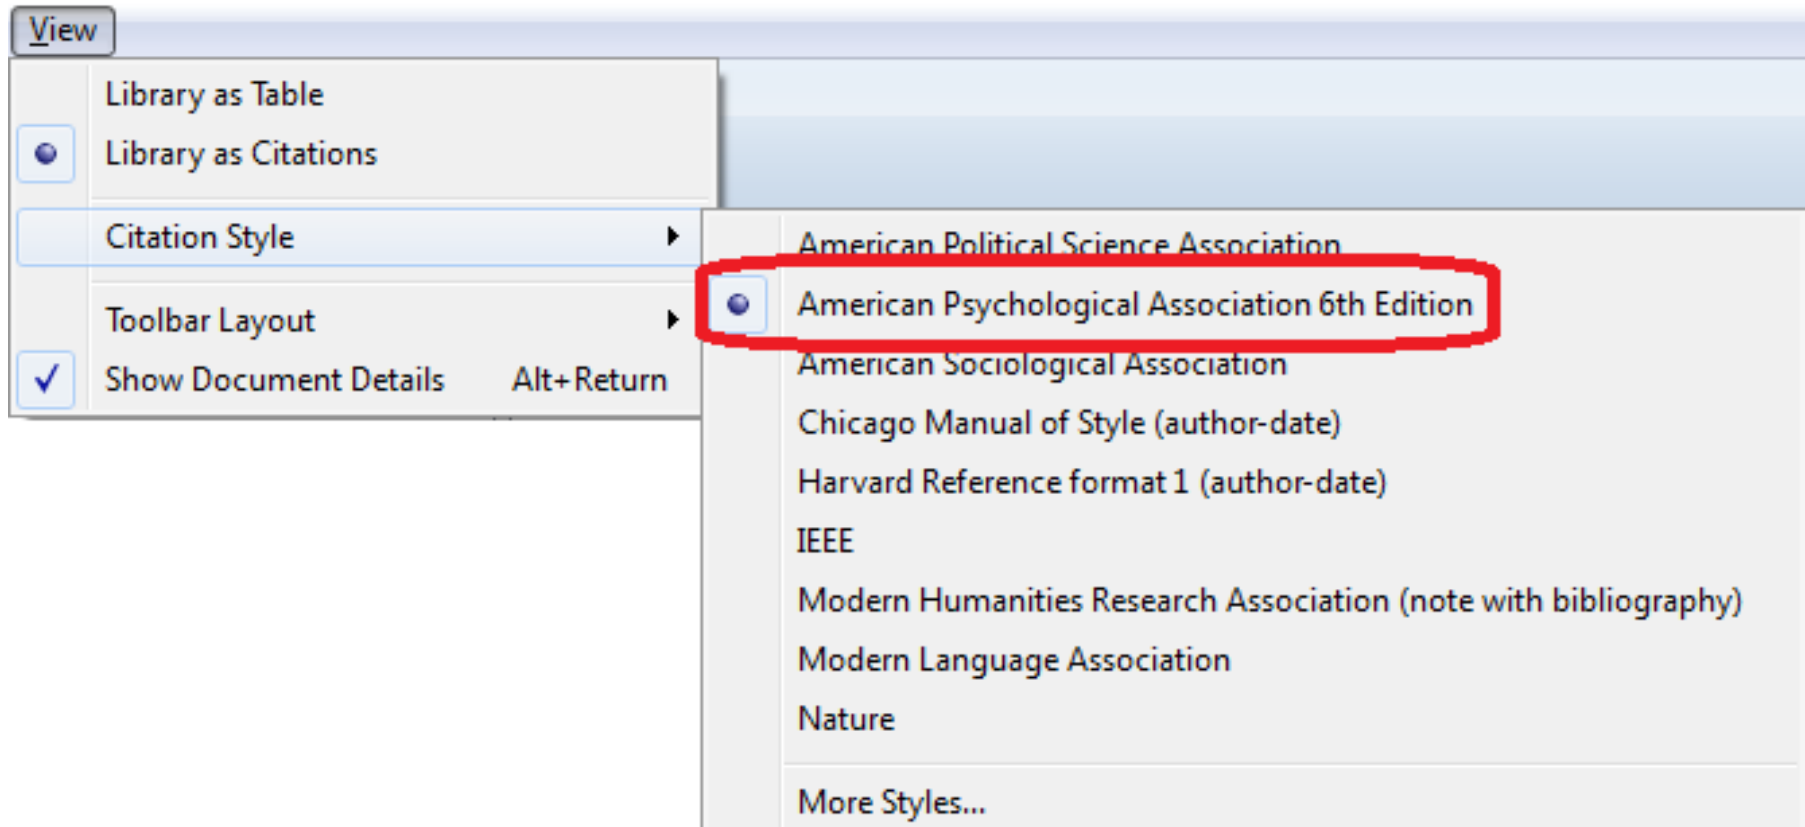 View
Library as Table
Library as Citations
Citation Style
Toolbar Layout
Show Document Details Alt+Return
American Political Science Association
American Psychological Association 6th Edition
American Sociological Association
Chicago Manual of Style (author-date)
Harvard Reference format 1 (author-date)
IEEE
Modern Humanities Research Association (note with bibliography)
Modern Language Association
Nature
More Styles...